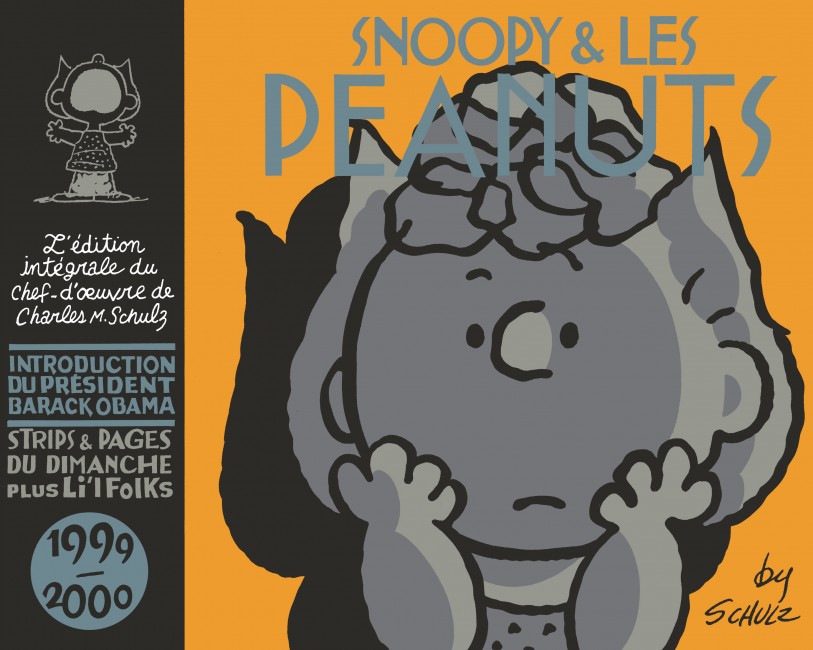 SNOOPY & LES
PEANUTS
L'édition
intégrale du
chef-d'œuvre de
Charles M. Schulz
INTRODUCTION
DU PRÉSIDENT
BARACK OBAMA
STRIPS & PAGES
DU DIMANCHE
PLUS Li'l FOlKS
1999
2000
by
SCHULZ